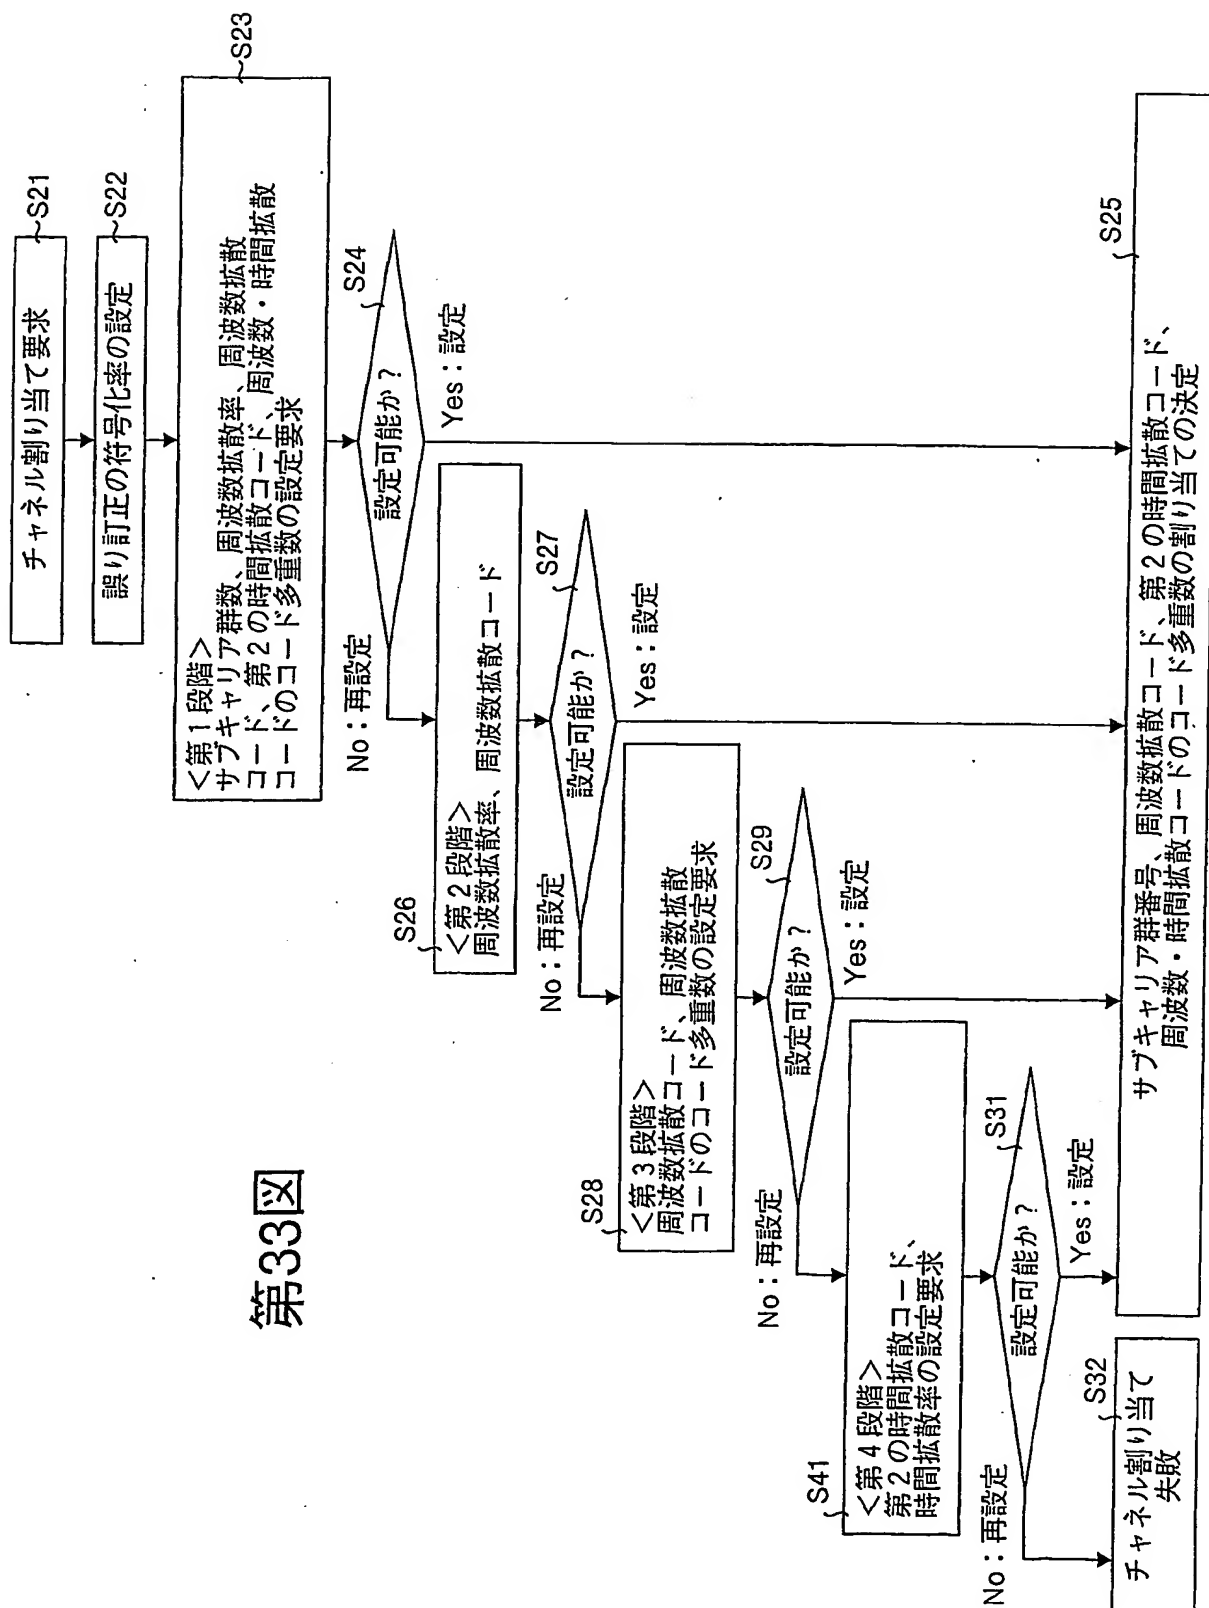 第33図
チャネル割り当て要求
S21
誤り訂正の符号化率の設定
S22
<第1段階>
サブキャリア群数、周波数拡散率、周波数拡散
コード、第2の時間拡散コード、周波数・時間拡散
コードのコード多重数の設定要求
S23
設定可能か?
S24
No:再設定
Yes:設定
S26
<第2段階>
周波数拡散率、周波数拡散コード
設定可能か?
S27
No:再設定
Yes:設定
S28
<第3段階>
周波数拡散コード、周波数拡散
コードのコード多重数の設定要求
設定可能か?
S29
No:再設定
Yes:設定
S41
<第4段階>
第2の時間拡散コード、
時間拡散率の設定要求
設定可能か?
S31
No:再設定
Yes:設定
S32
チャネル割り当て
失敗
S25
サブキャリア群番号、周波数拡散コード、第2の時間拡散コード、
周波数・時間拡散コードのコード多重数の割り当ての決定